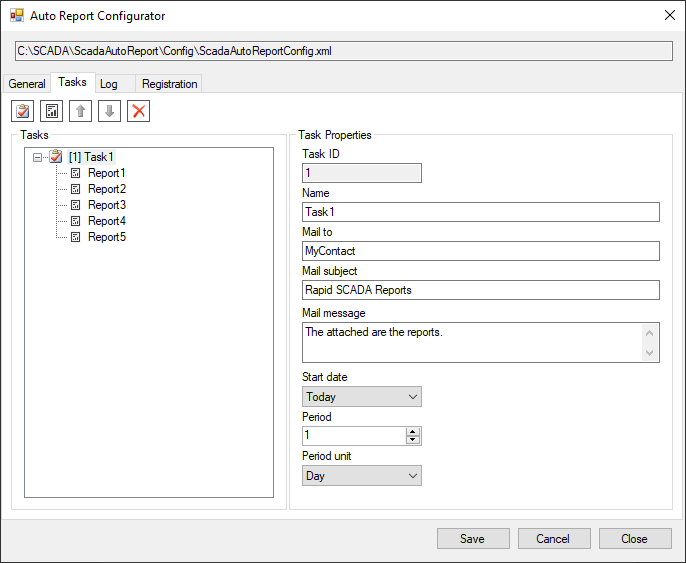 Auto Report Configurator
C:\SCADA\ScadaAutoReport\Config\ScadaAutoReportConfig.xml
General Tasks Log Registration
Tasks
[1] Task1
Report1
Report2
Report3
Report4
Report5
Task Properties
Task ID
1
Name
Task1
Mail to
MyContact
Mail subject
Rapid SCADA Reports
Mail message
The attached are the reports.
Start date
Today
Period
1
Period unit
Day
Save Cancel Close